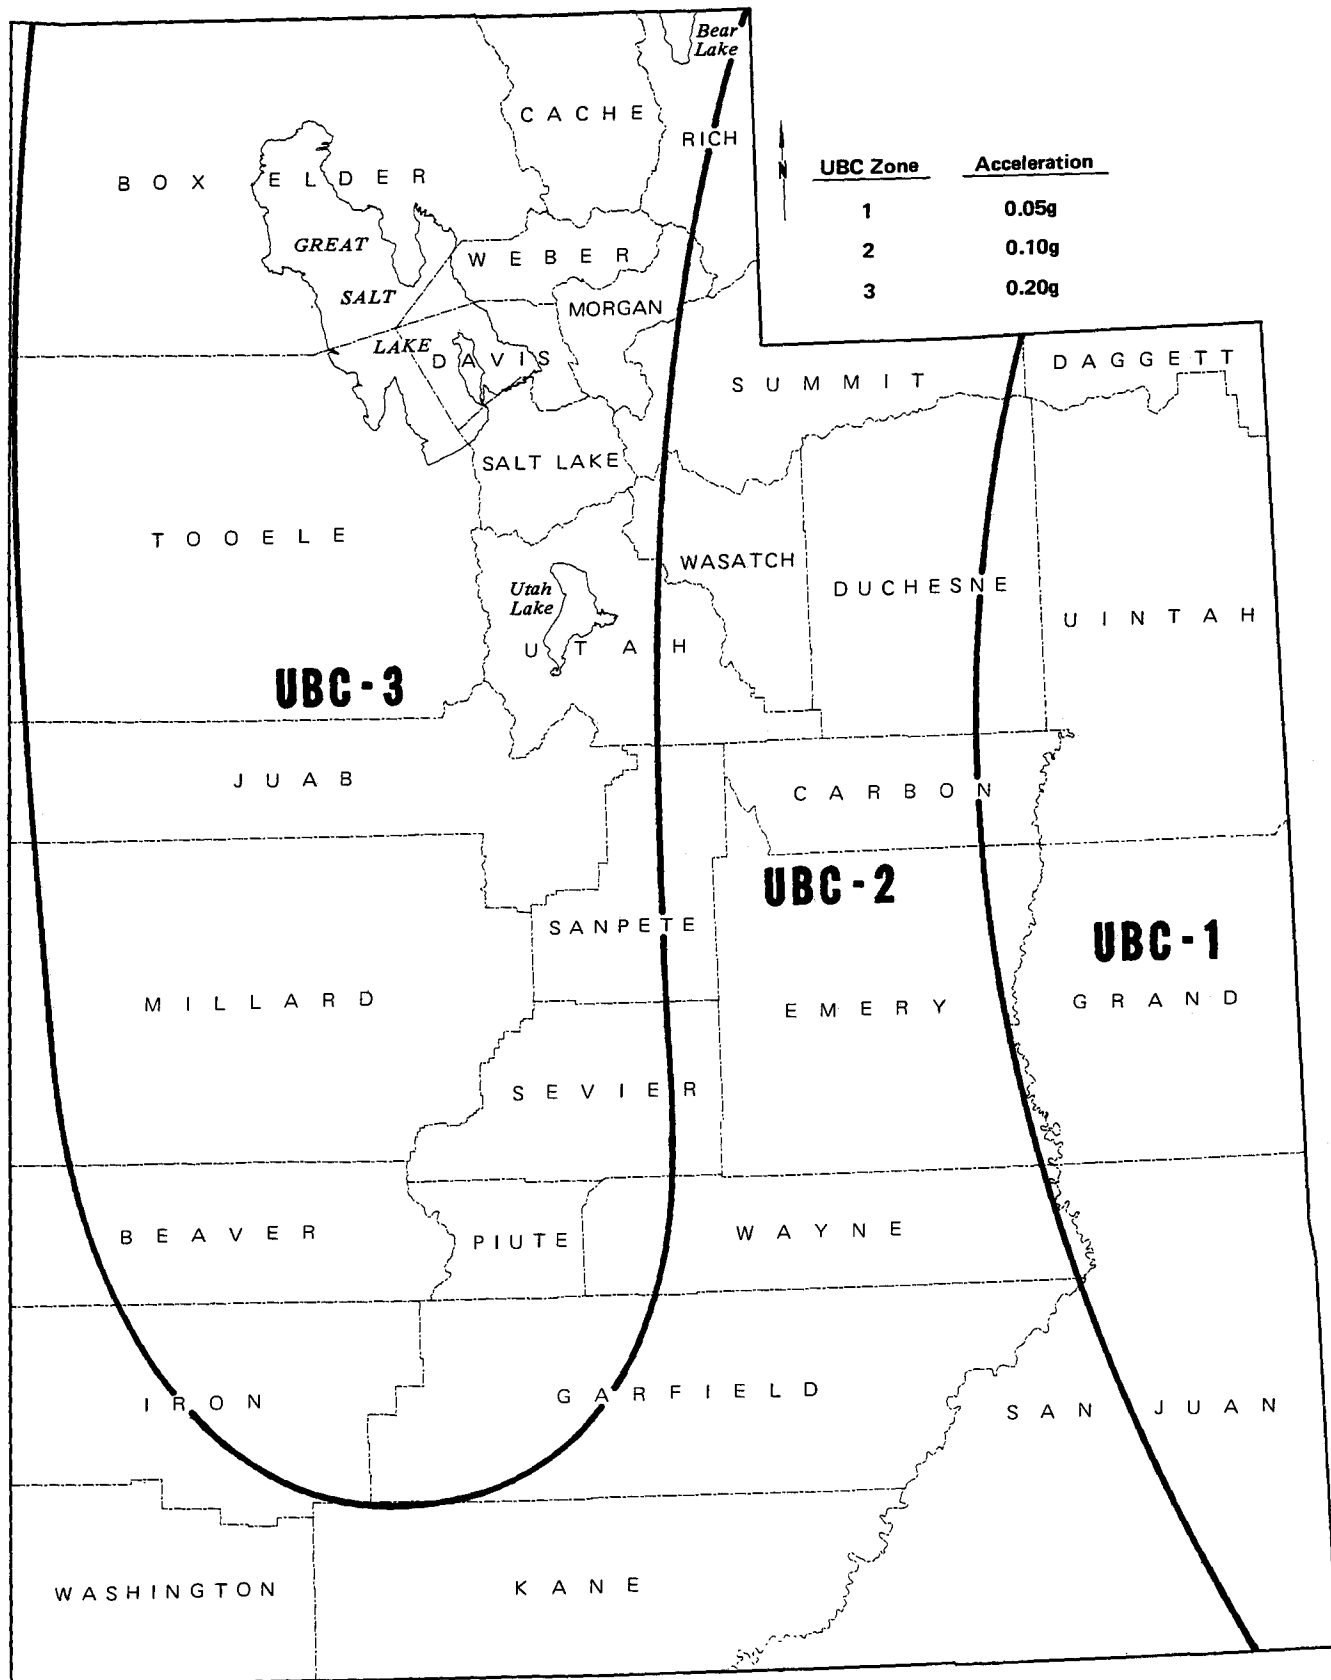 Bear
Lake
CACHE
RICH
N
UBC Zone Acceleration
1 0.05g
2 0.10g
3 0.20g
BOX ELDER
GREAT
SALT
LAKE
WEBER
MORGAN
DAVIS
SUMMIT
DAGGETT
SALT LAKE
TOOELE
WASATCH
DUCHESNE
UINTAH
Utah
Lake
UTAH
UBC-3
JUAB
CARBON
UBC-2
SANPETE
UBC-1
MILLARD
EMERY
GRAND
SEVIER
BEAVER
PIUTE
WAYNE
IRON
GARFIELD
SAN JUAN
WASHINGTON
KANE